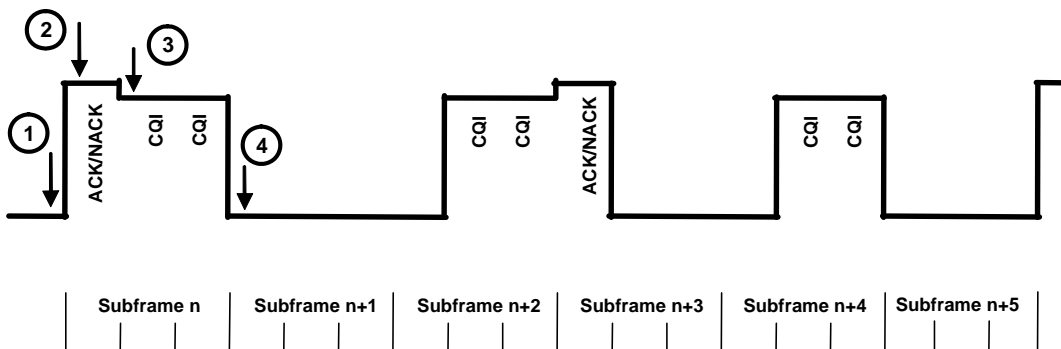 2
3
1
4
ACK/NACK
CQI
CQI
CQI
CQI
ACK/NACK
CQI
CQI
Subframe n
Subframe n+1
Subframe n+2
Subframe n+3
Subframe n+4
Subframe n+5